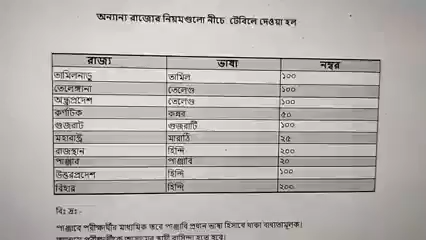 অন্যান্য রাজ্যের নিয়মগুলো নীচে টেবিলে দেওয়া হল
রাজ্য ভাষা নম্বর
তামিলনাড়ু তামিল ১০০
তেলেঙ্গানা তেলেগু ১০০
অন্ধ্রপ্রদেশ তেলেগু ১০০
কর্ণাটক কন্নর ৫০
গুজরাট গুজরাটি ১০০
মহারাষ্ট্র মারাঠি ২৫
রাজস্থান হিন্দি ২০০
পাঞ্জাব পাঞ্জাবি ২০
উত্তরপ্রদেশ হিন্দি ১০০
বিহার হিন্দি ২০০
বিঃ দ্রঃ-
পাঞ্জাবে পরীক্ষার্থীর মাধ্যমিক স্তরে পাঞ্জাবি প্রধান ভাষা হিসাবে থাকা বাধ্যতামূলক।